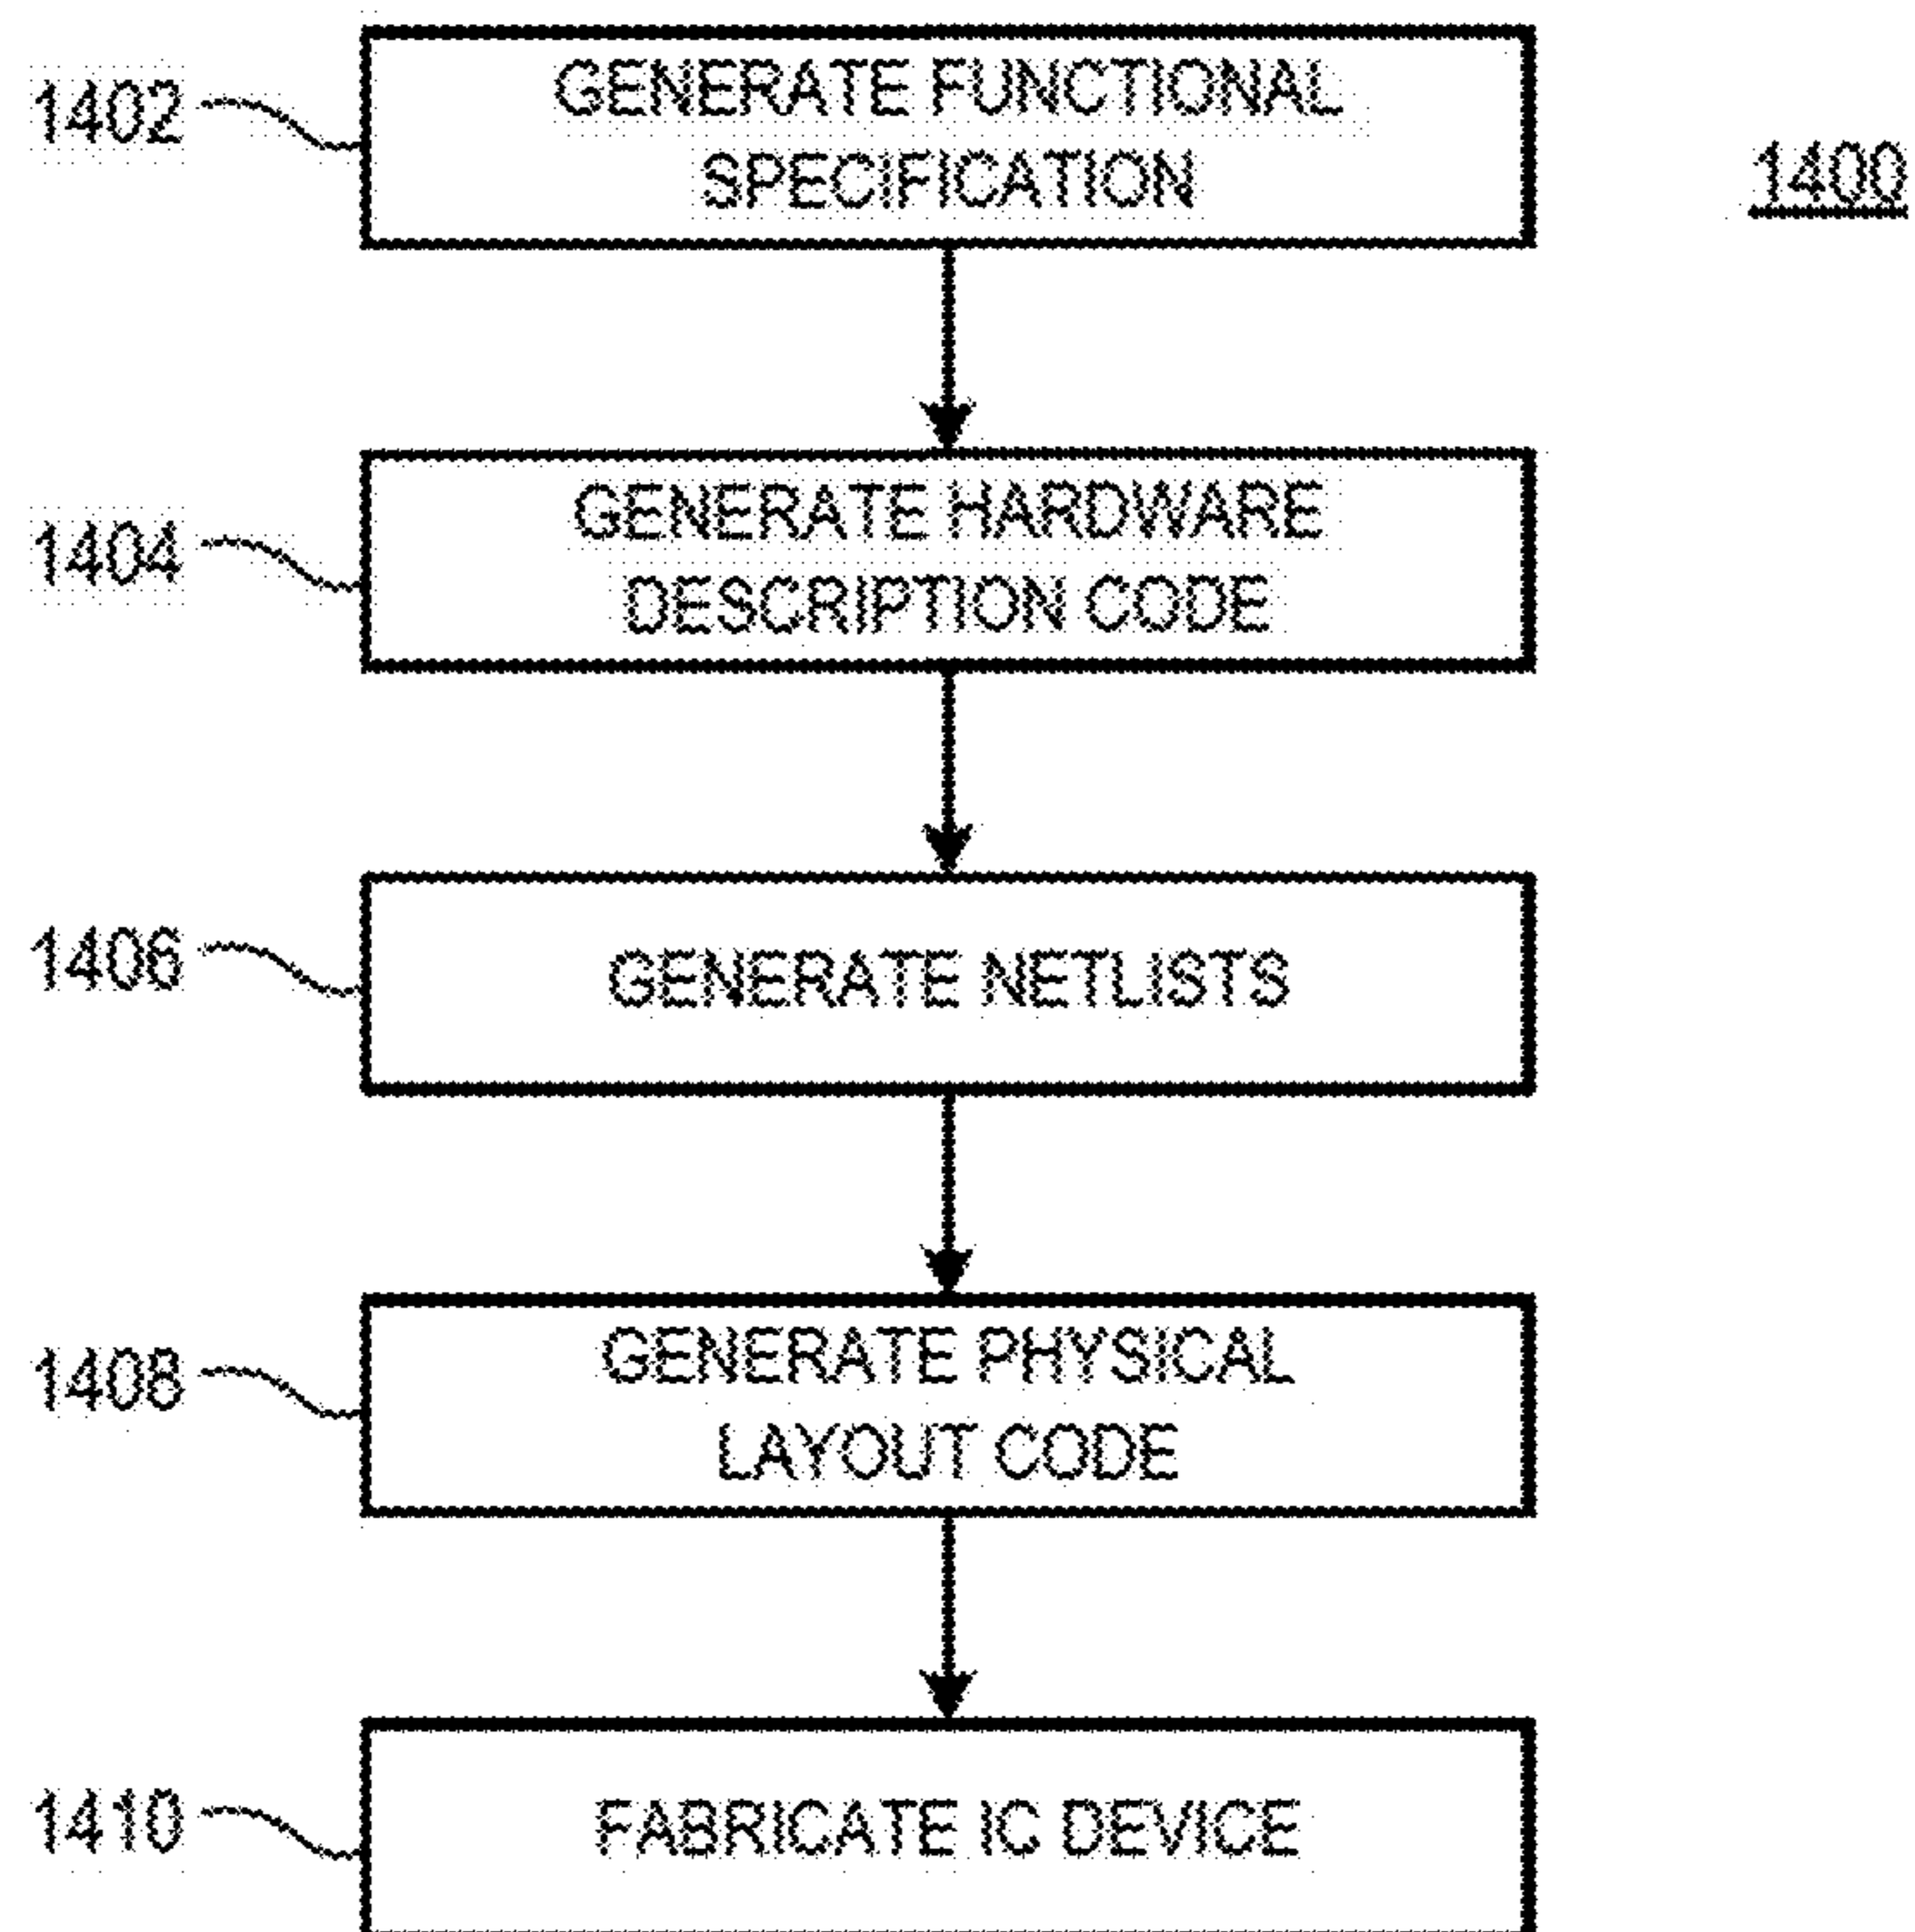 1400
1402
GENERATE FUNCTIONAL
SPECIFICATION
1404
GENERATE HARDWARE
DESCRIPTION CODE
1406
GENERATE NETLISTS
1408
GENERATE PHYSICAL
LAYOUT CODE
1410
FABRICATE IC DEVICE